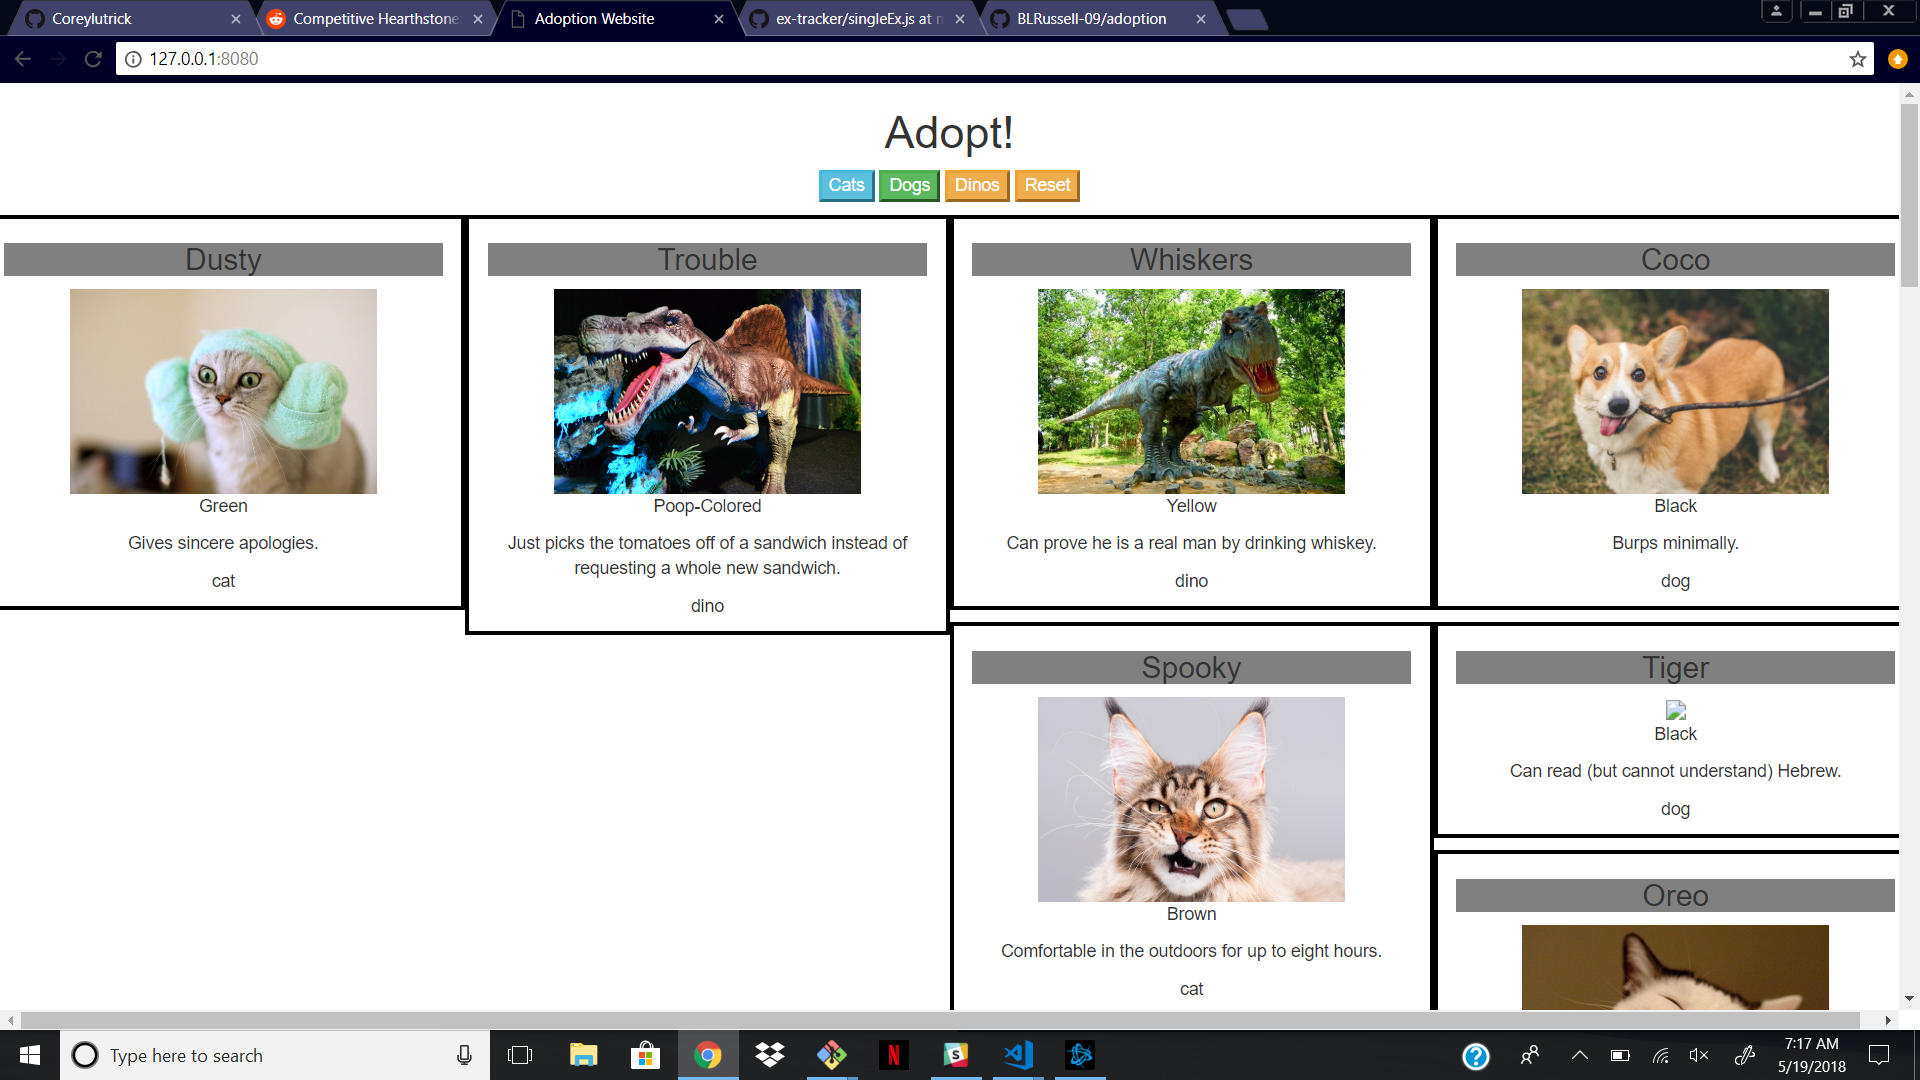 Coreylutrick
Competitive Hearthstone
Adoption Website
ex-tracker/singleEx.js at m
BLRussell-09/adoption
127.0.0.1:8080
Adopt!
Cats Dogs Dinos Reset
Dusty
Green
Gives sincere apologies.
cat
Trouble
Poop-Colored
Just picks the tomatoes off of a sandwich instead of
requesting a whole new sandwich.
dino
Whiskers
Yellow
Can prove he is a real man by drinking whiskey.
dino
Coco
Black
Burps minimally.
dog
Spooky
Brown
Comfortable in the outdoors for up to eight hours.
cat
Tiger
Black
Can read (but cannot understand) Hebrew.
dog
Oreo
Type here to search
7:17 AM
5/19/2018